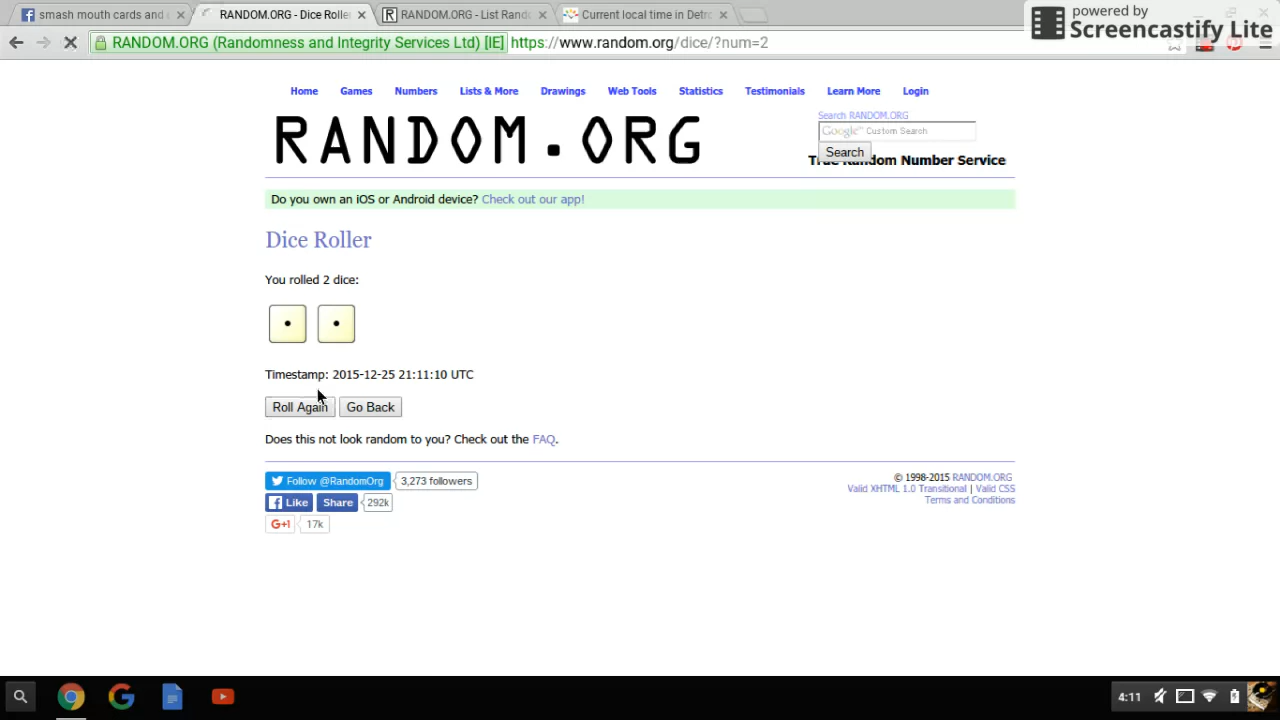 smash mouth cards and
RANDOM.ORG - Dice Roller
RANDOM.ORG - List Rando
Current local time in Detro
powered by
Screencastify Lite
RANDOM.ORG (Randomness and Integrity Services Ltd) [IE] https://www.random.org/dice/?num=2
Home Games Numbers Lists & More Drawings Web Tools Statistics Testimonials Learn More Login
RANDOM.ORG
Search RANDOM.ORG
Google™ Custom Search
Search
True Random Number Service
Do you own an iOS or Android device? Check out our app!
Dice Roller
You rolled 2 dice:
Timestamp: 2015-12-25 21:11:10 UTC
Roll Again Go Back
Does this not look random to you? Check out the FAQ.
Follow @RandomOrg 3,273 followers
Like Share 292k
G+1 17k
© 1998-2015 RANDOM.ORG
Valid XHTML 1.0 Transitional | Valid CSS
Terms and Conditions
4:11